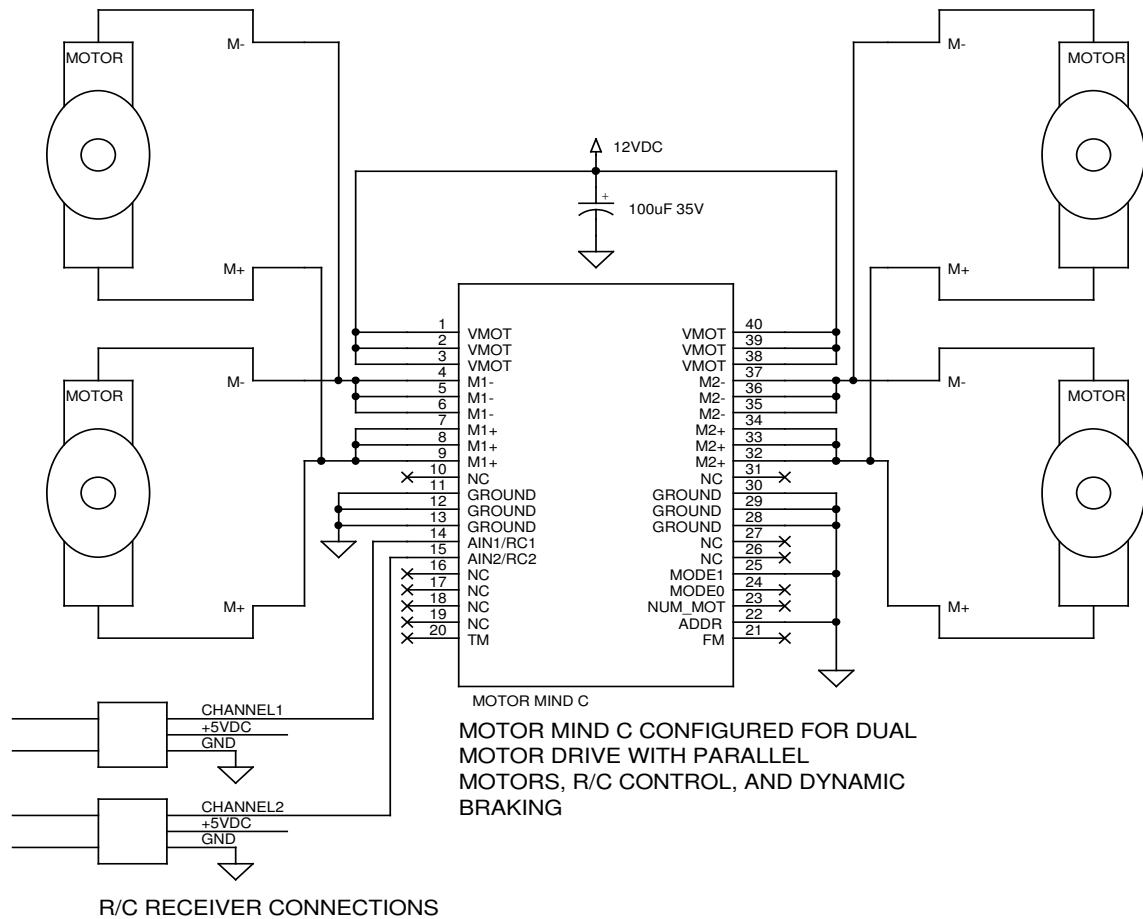 M-
MOTOR
M+
M-
MOTOR
M+
M-
MOTOR
M+
M-
MOTOR
M+
12VDC
+
100uF 35V
1 VMOT
2 VMOT
3 VMOT
4 M1-
5 M1-
6 M1-
7 M1+
8 M1+
9 M1+
10 NC
11 GROUND
12 GROUND
13 GROUND
14 AIN1/RC1
15 AIN2/RC2
16 NC
17 NC
18 NC
19 NC
20 TM
VMOT 40
VMOT 39
VMOT 38
M2- 37
M2- 36
M2- 35
M2+ 34
M2+ 33
M2+ 32
NC 31
GROUND 30
GROUND 29
GROUND 28
NC 27
NC 26
MODE1 25
MODE0 24
NUM_MOT 23
ADDR 22
FM 21
MOTOR MIND C
MOTOR MIND C CONFIGURED FOR DUAL
MOTOR DRIVE WITH PARALLEL
MOTORS, R/C CONTROL, AND DYNAMIC
BRAKING
CHANNEL1
+5VDC
GND
CHANNEL2
+5VDC
GND
R/C RECEIVER CONNECTIONS